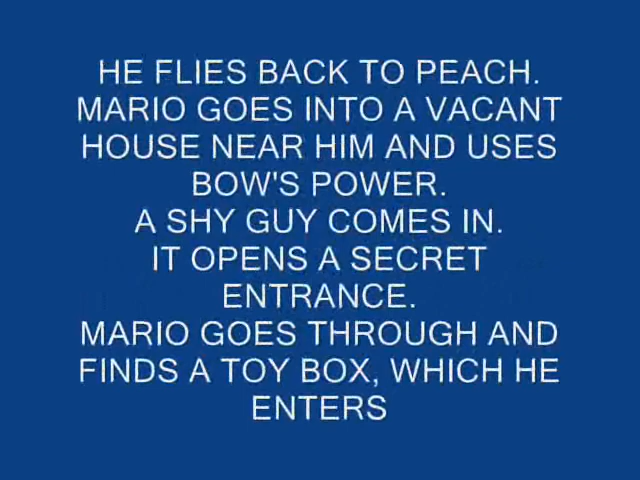 HE FLIES BACK TO PEACH.
MARIO GOES INTO A VACANT
HOUSE NEAR HIM AND USES
BOW'S POWER.
A SHY GUY COMES IN.
IT OPENS A SECRET
ENTRANCE.
MARIO GOES THROUGH AND
FINDS A TOY BOX, WHICH HE
ENTERS